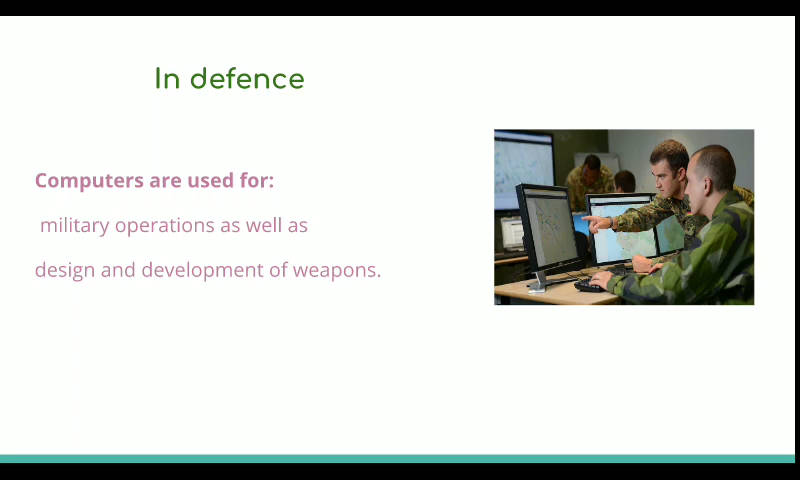 In defence
Computers are used for:
military operations as well as
design and development of weapons.